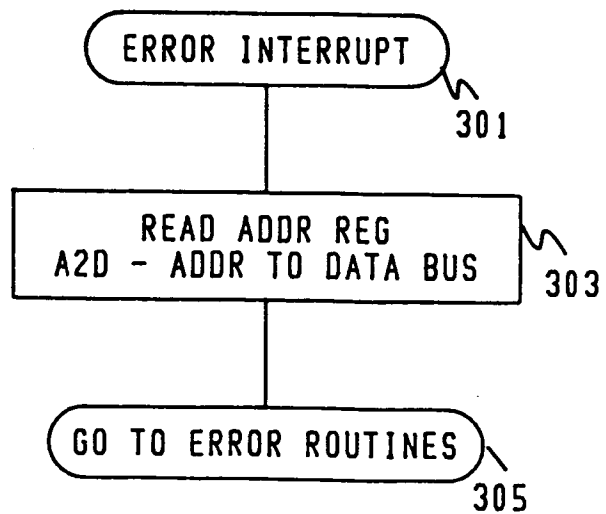 ERROR INTERRUPT
301
READ ADDR REG
A2D - ADDR TO DATA BUS
303
GO TO ERROR ROUTINES
305